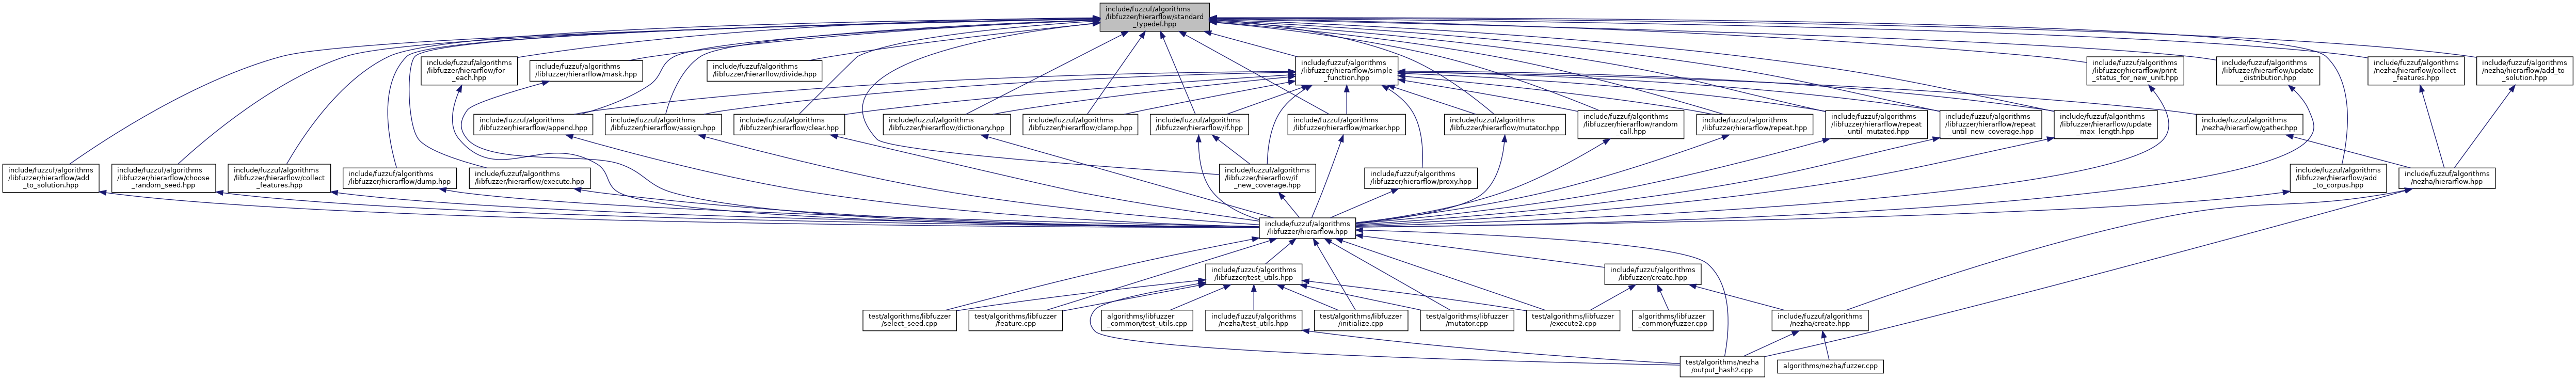 include/fuzzuf/algorithms
/libfuzzer/hierarflow/standard
_typedef.hpp
include/fuzzuf/algorithms
/libfuzzer/hierarflow/for
_each.hpp
include/fuzzuf/algorithms
/libfuzzer/hierarflow/mask.hpp
include/fuzzuf/algorithms
/libfuzzer/hierarflow/divide.hpp
include/fuzzuf/algorithms
/libfuzzer/hierarflow/simple
_function.hpp
include/fuzzuf/algorithms
/libfuzzer/hierarflow/print
_status_for_new_unit.hpp
include/fuzzuf/algorithms
/libfuzzer/hierarflow/update
_distribution.hpp
include/fuzzuf/algorithms
/nezha/hierarflow/collect
_features.hpp
include/fuzzuf/algorithms
/nezha/hierarflow/add_to
_solution.hpp
include/fuzzuf/algorithms
/libfuzzer/hierarflow/append.hpp
include/fuzzuf/algorithms
/libfuzzer/hierarflow/assign.hpp
include/fuzzuf/algorithms
/libfuzzer/hierarflow/clear.hpp
include/fuzzuf/algorithms
/libfuzzer/hierarflow/dictionary.hpp
include/fuzzuf/algorithms
/libfuzzer/hierarflow/clamp.hpp
include/fuzzuf/algorithms
/libfuzzer/hierarflow/if.hpp
include/fuzzuf/algorithms
/libfuzzer/hierarflow/marker.hpp
include/fuzzuf/algorithms
/libfuzzer/hierarflow/mutator.hpp
include/fuzzuf/algorithms
/libfuzzer/hierarflow/random
_call.hpp
include/fuzzuf/algorithms
/libfuzzer/hierarflow/repeat.hpp
include/fuzzuf/algorithms
/libfuzzer/hierarflow/repeat
_until_mutated.hpp
include/fuzzuf/algorithms
/libfuzzer/hierarflow/repeat
_until_new_coverage.hpp
include/fuzzuf/algorithms
/libfuzzer/hierarflow/update
_max_length.hpp
include/fuzzuf/algorithms
/nezha/hierarflow/gather.hpp
include/fuzzuf/algorithms
/libfuzzer/hierarflow/add
_to_solution.hpp
include/fuzzuf/algorithms
/libfuzzer/hierarflow/choose
_random_seed.hpp
include/fuzzuf/algorithms
/libfuzzer/hierarflow/collect
_features.hpp
include/fuzzuf/algorithms
/libfuzzer/hierarflow/dump.hpp
include/fuzzuf/algorithms
/libfuzzer/hierarflow/execute.hpp
include/fuzzuf/algorithms
/libfuzzer/hierarflow/if
_new_coverage.hpp
include/fuzzuf/algorithms
/libfuzzer/hierarflow/proxy.hpp
include/fuzzuf/algorithms
/libfuzzer/hierarflow/add
_to_corpus.hpp
include/fuzzuf/algorithms
/nezha/hierarflow.hpp
include/fuzzuf/algorithms
/libfuzzer/hierarflow.hpp
include/fuzzuf/algorithms
/libfuzzer/test_utils.hpp
include/fuzzuf/algorithms
/libfuzzer/create.hpp
test/algorithms/libfuzzer
/select_seed.cpp
test/algorithms/libfuzzer
/feature.cpp
algorithms/libfuzzer
_common/test_utils.cpp
include/fuzzuf/algorithms
/nezha/test_utils.hpp
test/algorithms/libfuzzer
/initialize.cpp
test/algorithms/libfuzzer
/mutator.cpp
test/algorithms/libfuzzer
/execute2.cpp
algorithms/libfuzzer
_common/fuzzer.cpp
include/fuzzuf/algorithms
/nezha/create.hpp
test/algorithms/nezha
/output_hash2.cpp
algorithms/nezha/fuzzer.cpp